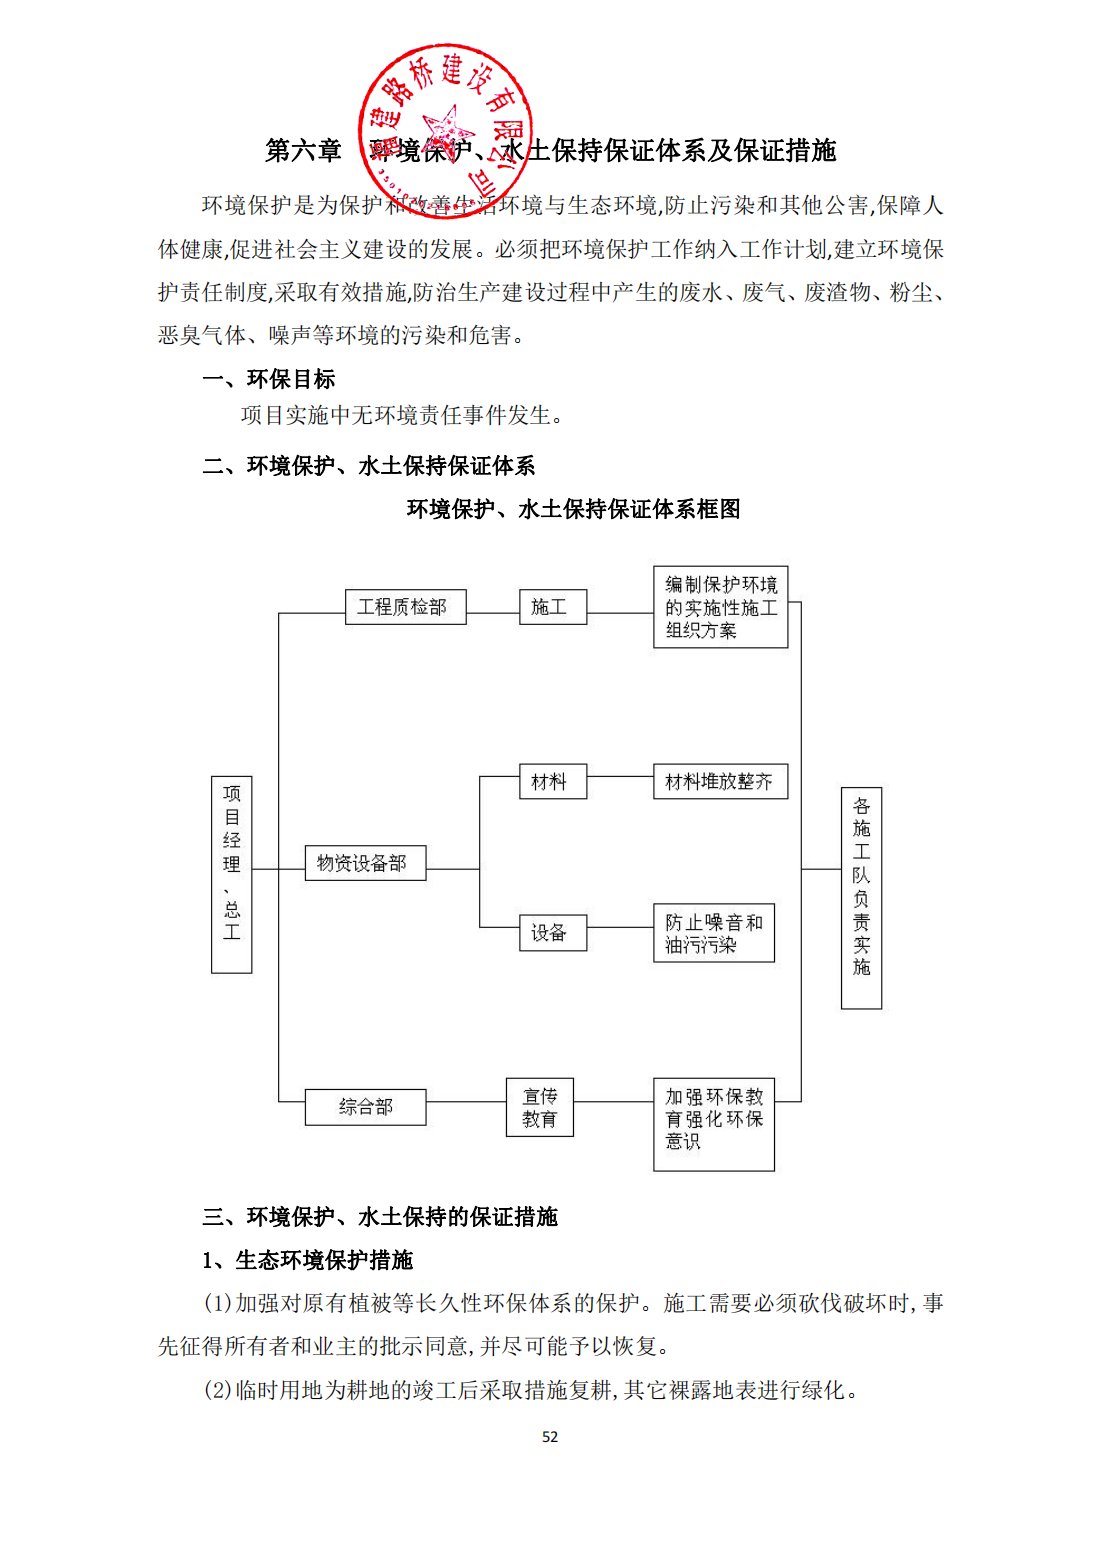 福建路桥建设有限公司
第六章 环境保护、水土保持保证体系及保证措施
环境保护是为保护和改善生活环境与生态环境,防止污染和其他公害,保障人
体健康,促进社会主义建设的发展。必须把环境保护工作纳入工作计划,建立环境保
护责任制度,采取有效措施,防治生产建设过程中产生的废水、废气、废渣物、粉尘、
恶臭气体、噪声等环境的污染和危害。
一、环保目标
项目实施中无环境责任事件发生。
二、环境保护、水土保持保证体系
环境保护、水土保持保证体系框图
工程质检部
施工
编制保护环境
的实施性施工
组织方案
项目经理、总工
物资设备部
材料
材料堆放整齐
设备
防止噪音和
油污污染
各施工队负责实施
综合部
宣传
教育
加强环保教
育强化环保
意识
三、环境保护、水土保持的保证措施
1、生态环境保护措施
(1)加强对原有植被等长久性环保体系的保护。施工需要必须砍伐破坏时,事
先征得所有者和业主的批示同意,并尽可能予以恢复。
(2)临时用地为耕地的竣工后采取措施复耕,其它裸露地表进行绿化。
52